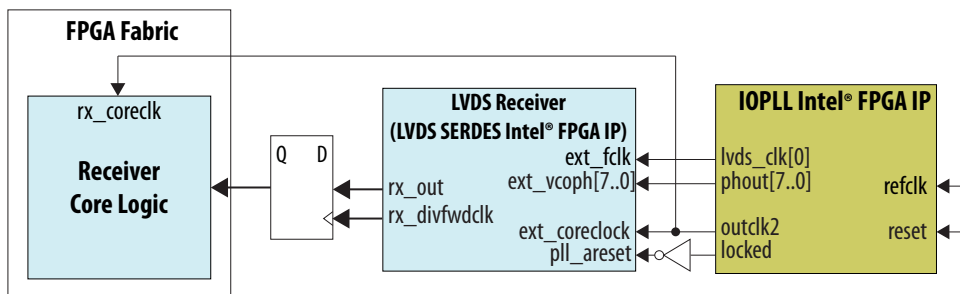 FPGA Fabric
rx_coreclk
Receiver
Core Logic
Q
D
LVDS Receiver
(LVDS SERDES Intel® FPGA IP)
ext_fclk
ext_vcoph[7..0]
rx_out
rx_divfwdclk
ext_coreclock
pll_areset
IOPLL Intel® FPGA IP
lvds_clk[0]
phout[7..0]
refclk
outclk2
reset
locked